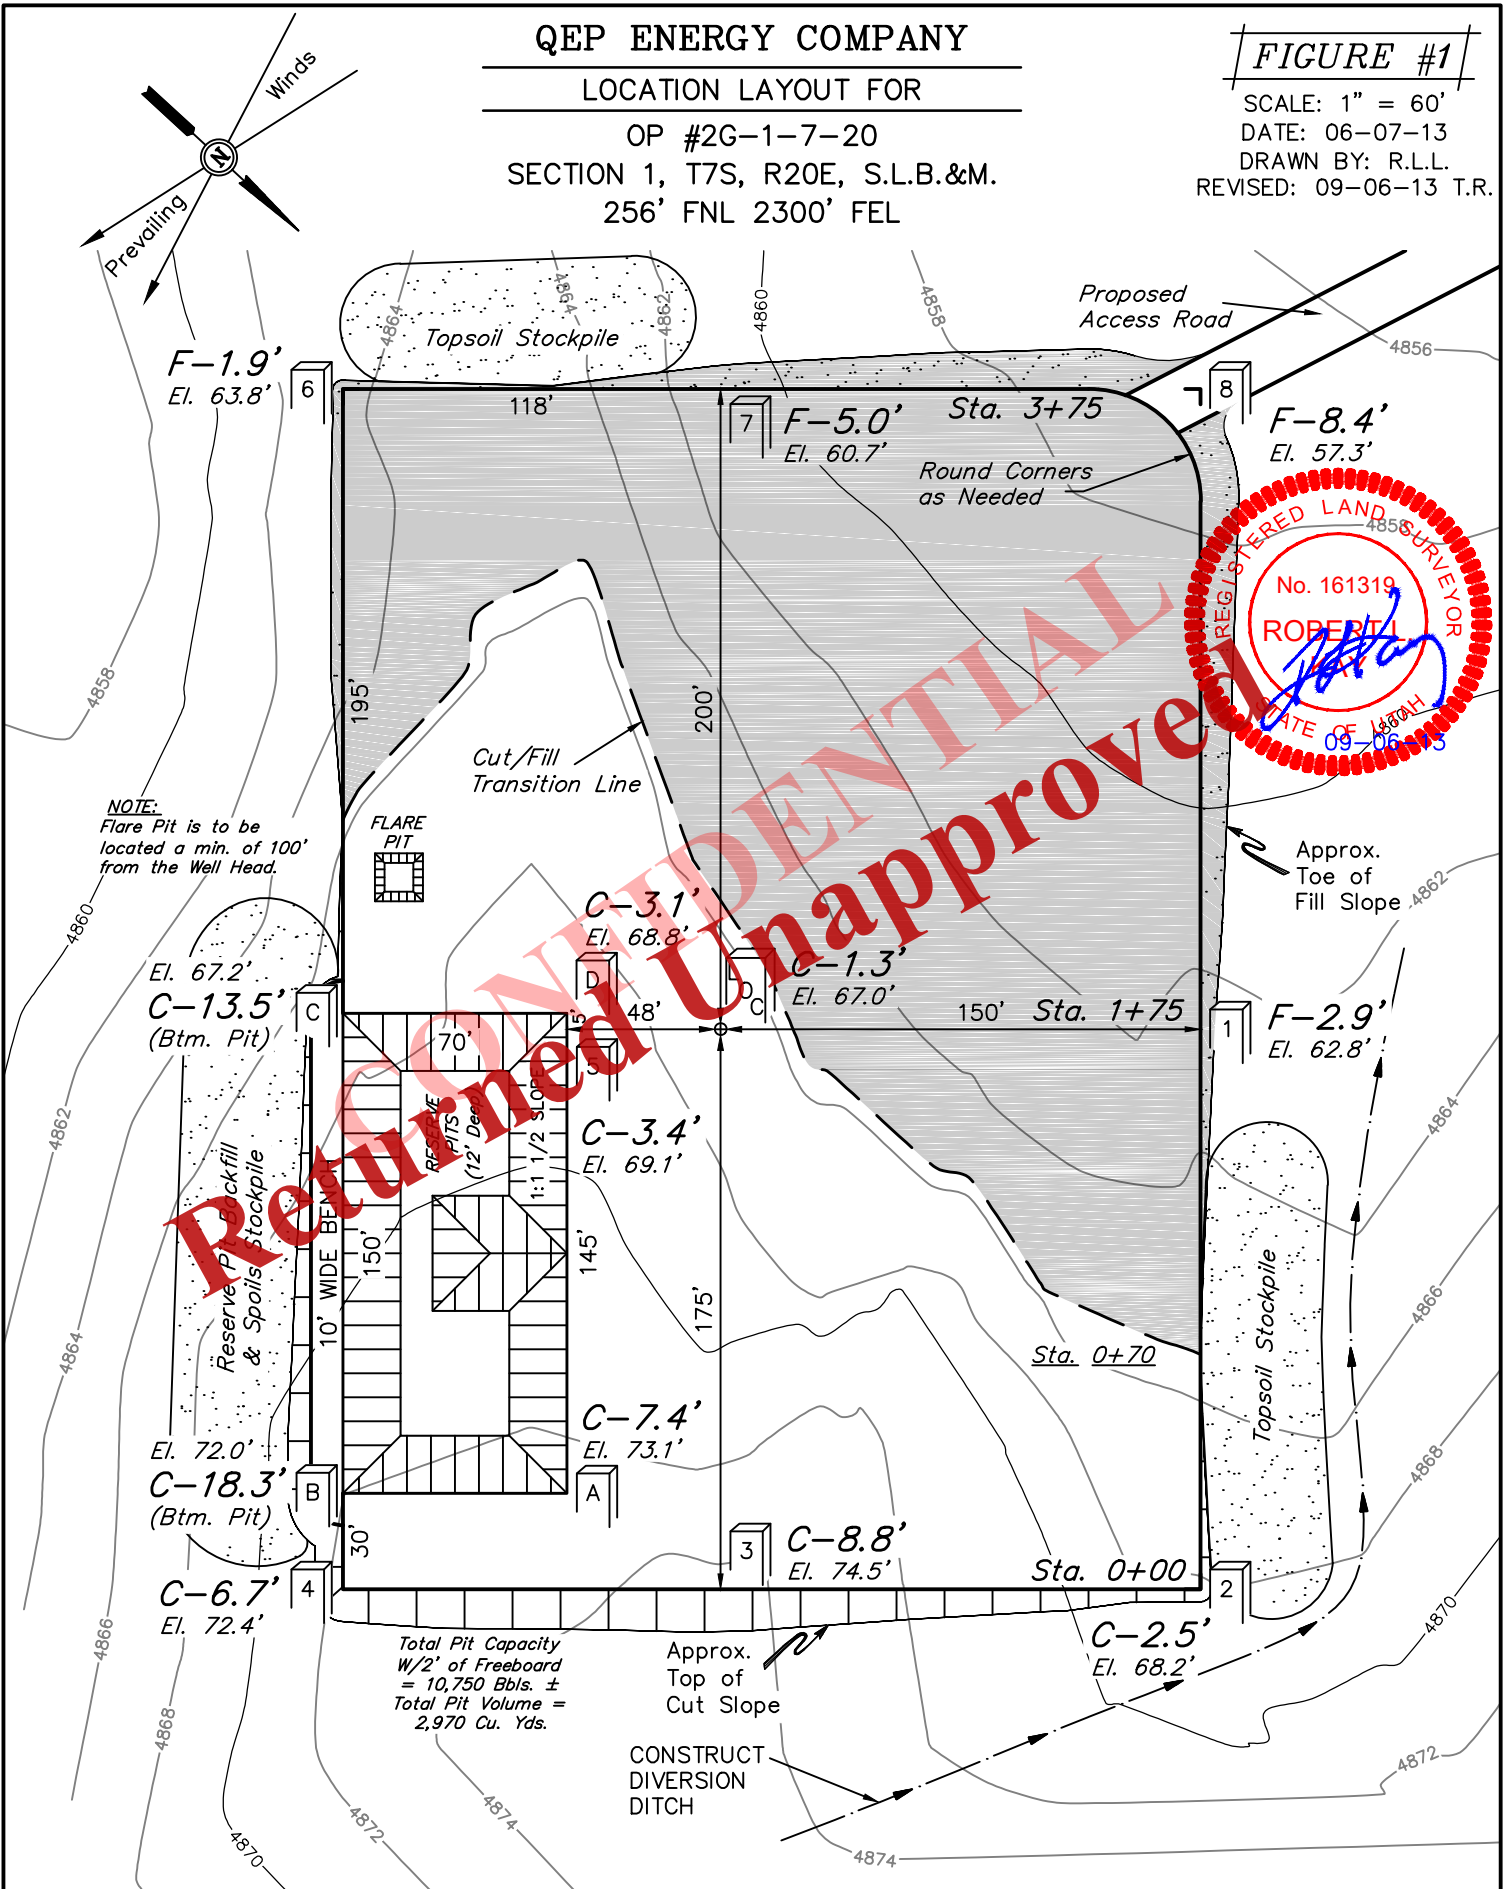 QEP ENERGY COMPANY
LOCATION LAYOUT FOR
OP #2G-1-7-20
SECTION 1, T7S, R20E, S.L.B.&M.
256' FNL 2300' FEL
FIGURE #1
SCALE: 1" = 60'
DATE: 06-07-13
DRAWN BY: R.L.L.
REVISED: 09-06-13 T.R.
Winds
N
Prevailing
4864
4864
4862
4860
4858
4856
Topsoil Stockpile
Proposed
Access Road
F-1.9'
El. 63.8'
6
118'
7
F-5.0'
El. 60.7'
Sta. 3+75
8
F-8.4'
El. 57.3'
Round Corners
as Needed
4858
REGISTERED LAND SURVEYOR
No. 161319
ROBERT L.
KAY
STATE OF UTAH
09-06-13
4860
4858
195'
200'
Cut/Fill
Transition Line
NOTE:
Flare Pit is to be
located a min. of 100'
from the Well Head.
FLARE
PIT
4860
Approx.
Toe of
Fill Slope
4862
C-3.1'
El. 68.8'
D
El. 67.2'
C-13.5'
(Btm. Pit)
C
C-1.3'
El. 67.0'
LOC
48'
5'
150'
Sta. 1+75
1
F-2.9'
El. 62.8'
70'
5
C-3.4'
El. 69.1'
RESERVE
PITS
(12' Deep)
1:1 1/2 SLOPE
4862
4864
Reserve Pit Backfill
& Spoils Stockpile
10' WIDE BENCH
150'
145'
175'
4864
4866
Sta. 0+70
Topsoil Stockpile
C-7.4'
El. 73.1'
A
El. 72.0'
C-18.3'
(Btm. Pit)
B
4868
30'
3
C-8.8'
El. 74.5'
Sta. 0+00
2
C-6.7'
El. 72.4'
4
C-2.5'
El. 68.2'
4870
4866
Total Pit Capacity
W/2' of Freeboard
= 10,750 Bbls. ±
Total Pit Volume =
2,970 Cu. Yds.
Approx.
Top of
Cut Slope
4868
CONSTRUCT
DIVERSION
DITCH
4872
4870
4872
4874
4874
CONFIDENTIAL
Returned Unapproved